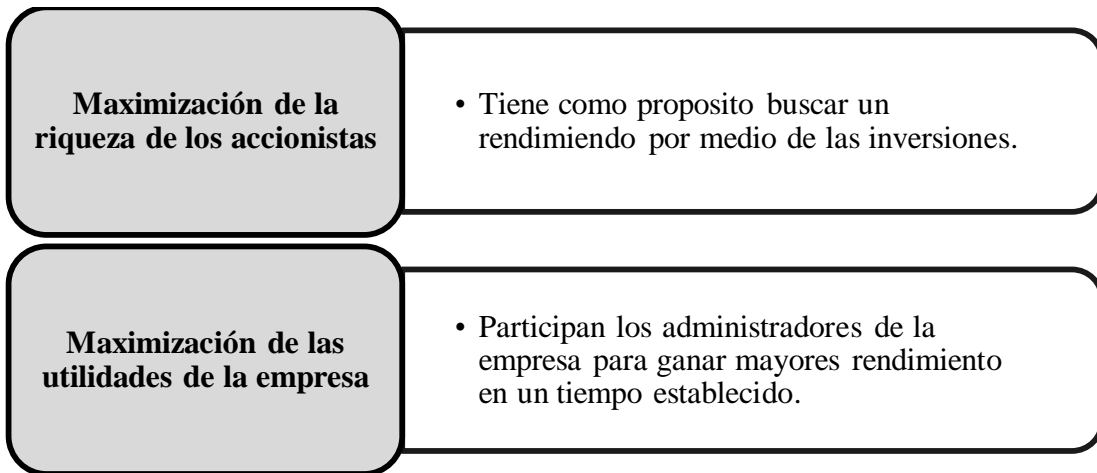 Maximización de la
riqueza de los accionistas
• Tiene como proposito buscar un
rendimiendo por medio de las inversiones.
Maximización de las
utilidades de la empresa
• Participan los administradores de la
empresa para ganar mayores rendimiento
en un tiempo establecido.